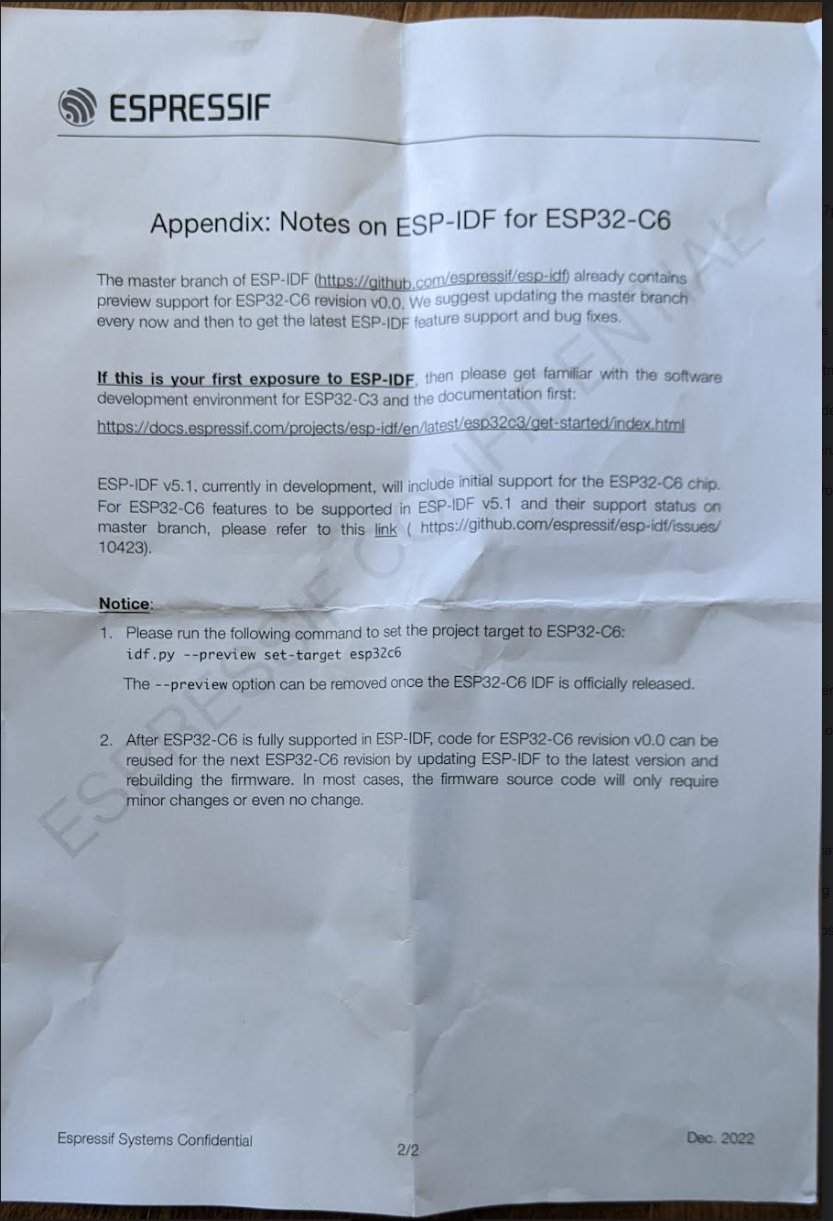 ESPRESSIF
Appendix: Notes on ESP-IDF for ESP32-C6
The master branch of ESP-IDF (https://github.com/espressif/esp-idf) already contains
preview support for ESP32-C6 revision v0.0. We suggest updating the master branch
every now and then to get the latest ESP-IDF feature support and bug fixes.
If this is your first exposure to ESP-IDF, then please get familiar with the software
development environment for ESP32-C3 and the documentation first:
https://docs.espressif.com/projects/esp-idf/en/latest/esp32c3/get-started/index.html
ESP-IDF v5.1, currently in development, will include initial support for the ESP32-C6 chip.
For ESP32-C6 features to be supported in ESP-IDF v5.1 and their support status on
master branch, please refer to this link ( https://github.com/espressif/esp-idf/issues/
10423).
Notice:
1. Please run the following command to set the project target to ESP32-C6:
idf.py --preview set-target esp32c6
The --preview option can be removed once the ESP32-C6 IDF is officially released.
2. After ESP32-C6 is fully supported in ESP-IDF, code for ESP32-C6 revision v0.0 can be
reused for the next ESP32-C6 revision by updating ESP-IDF to the latest version and
rebuilding the firmware. In most cases, the firmware source code will only require
minor changes or even no change.
ESPRESSIF CONFIDENTIAL
Espressif Systems Confidential
2/2
Dec. 2022